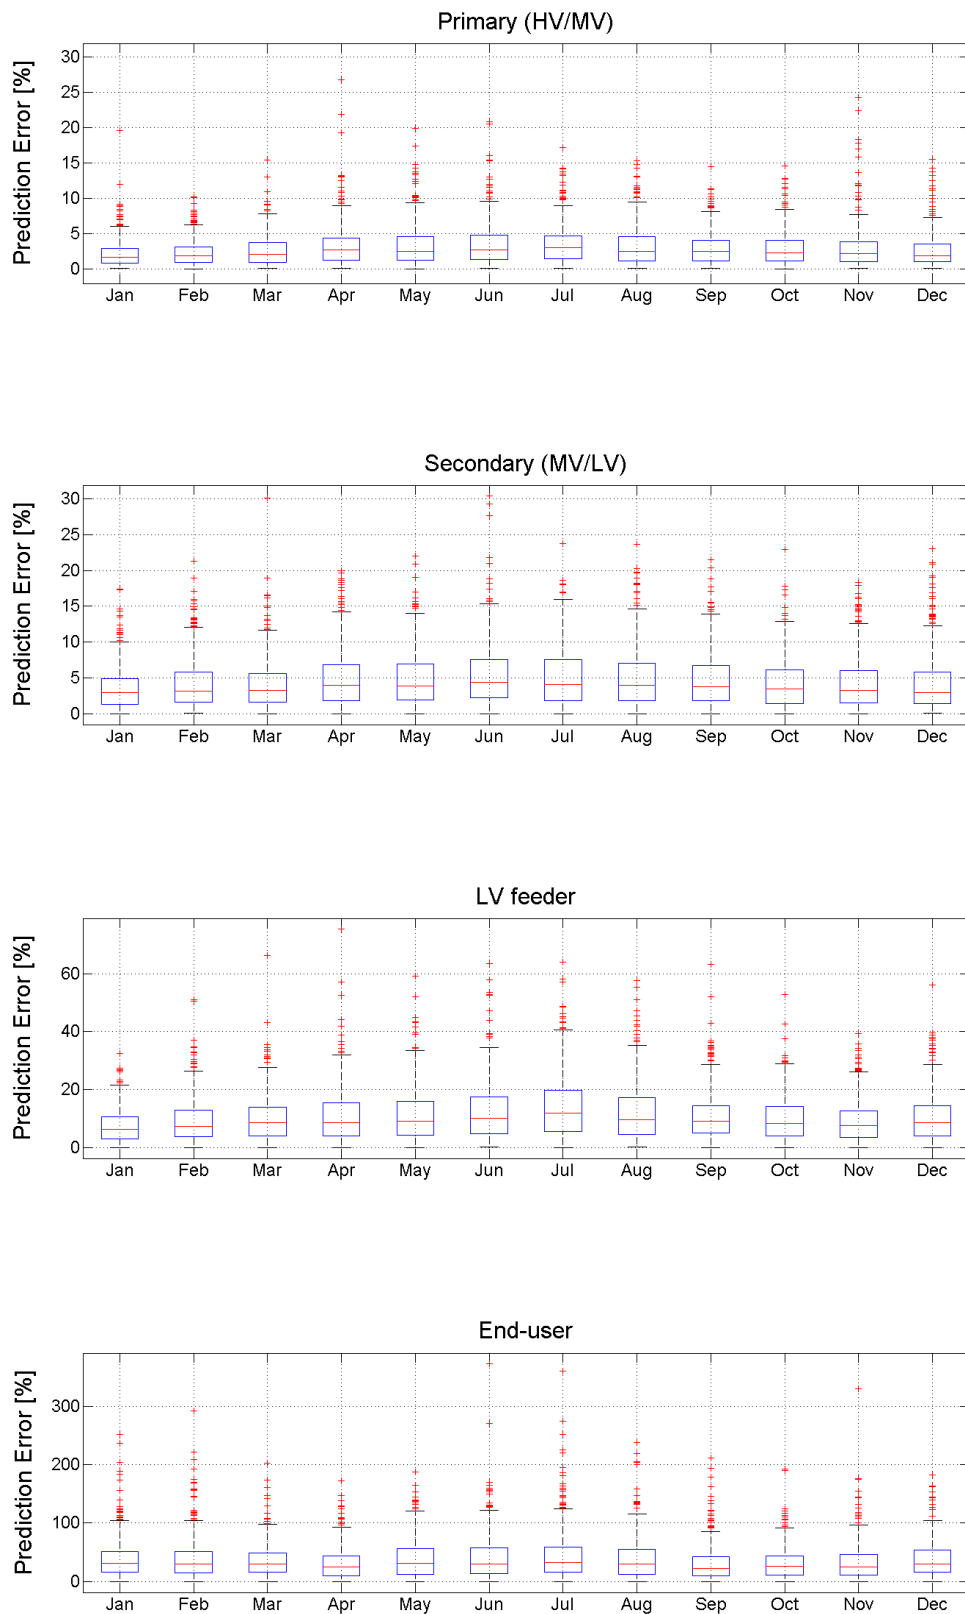 Primary (HV/MV)
Prediction Error [%]
30
25
20
15
10
5
0
Jan Feb Mar Apr May Jun Jul Aug Sep Oct Nov Dec
Secondary (MV/LV)
Prediction Error [%]
30
25
20
15
10
5
0
Jan Feb Mar Apr May Jun Jul Aug Sep Oct Nov Dec
LV feeder
Prediction Error [%]
60
40
20
0
Jan Feb Mar Apr May Jun Jul Aug Sep Oct Nov Dec
End-user
Prediction Error [%]
300
200
100
0
Jan Feb Mar Apr May Jun Jul Aug Sep Oct Nov Dec